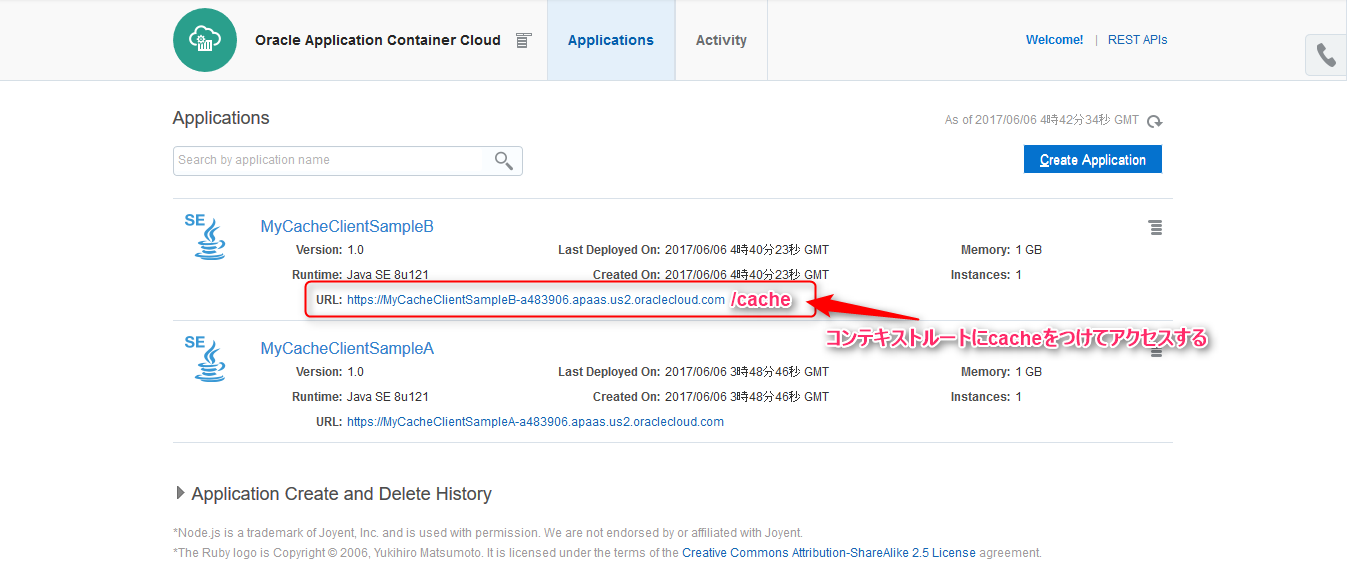 Oracle Application Container Cloud Applications Activity Welcome! | REST APIs
Applications As of 2017/06/06 4時42分34秒 GMT
Search by application name Create Application
SE MyCacheClientSampleB
Version: 1.0 Last Deployed On: 2017/06/06 4時40分23秒 GMT Memory: 1 GB
Runtime: Java SE 8u121 Created On: 2017/06/06 4時40分23秒 GMT Instances: 1
URL: https://MyCacheClientSampleB-a483906.apaas.us2.oraclecloud.com /cache
コンテキストルートにcacheをつけてアクセスする
SE MyCacheClientSampleA
Version: 1.0 Last Deployed On: 2017/06/06 3時48分46秒 GMT Memory: 1 GB
Runtime: Java SE 8u121 Created On: 2017/06/06 3時48分46秒 GMT Instances: 1
URL: https://MyCacheClientSampleA-a483906.apaas.us2.oraclecloud.com
Application Create and Delete History
*Node.js is a trademark of Joyent, Inc. and is used with permission. We are not endorsed by or affiliated with Joyent.
*The Ruby logo is Copyright © 2006, Yukihiro Matsumoto. It is licensed under the terms of the Creative Commons Attribution-ShareAlike 2.5 License agreement.